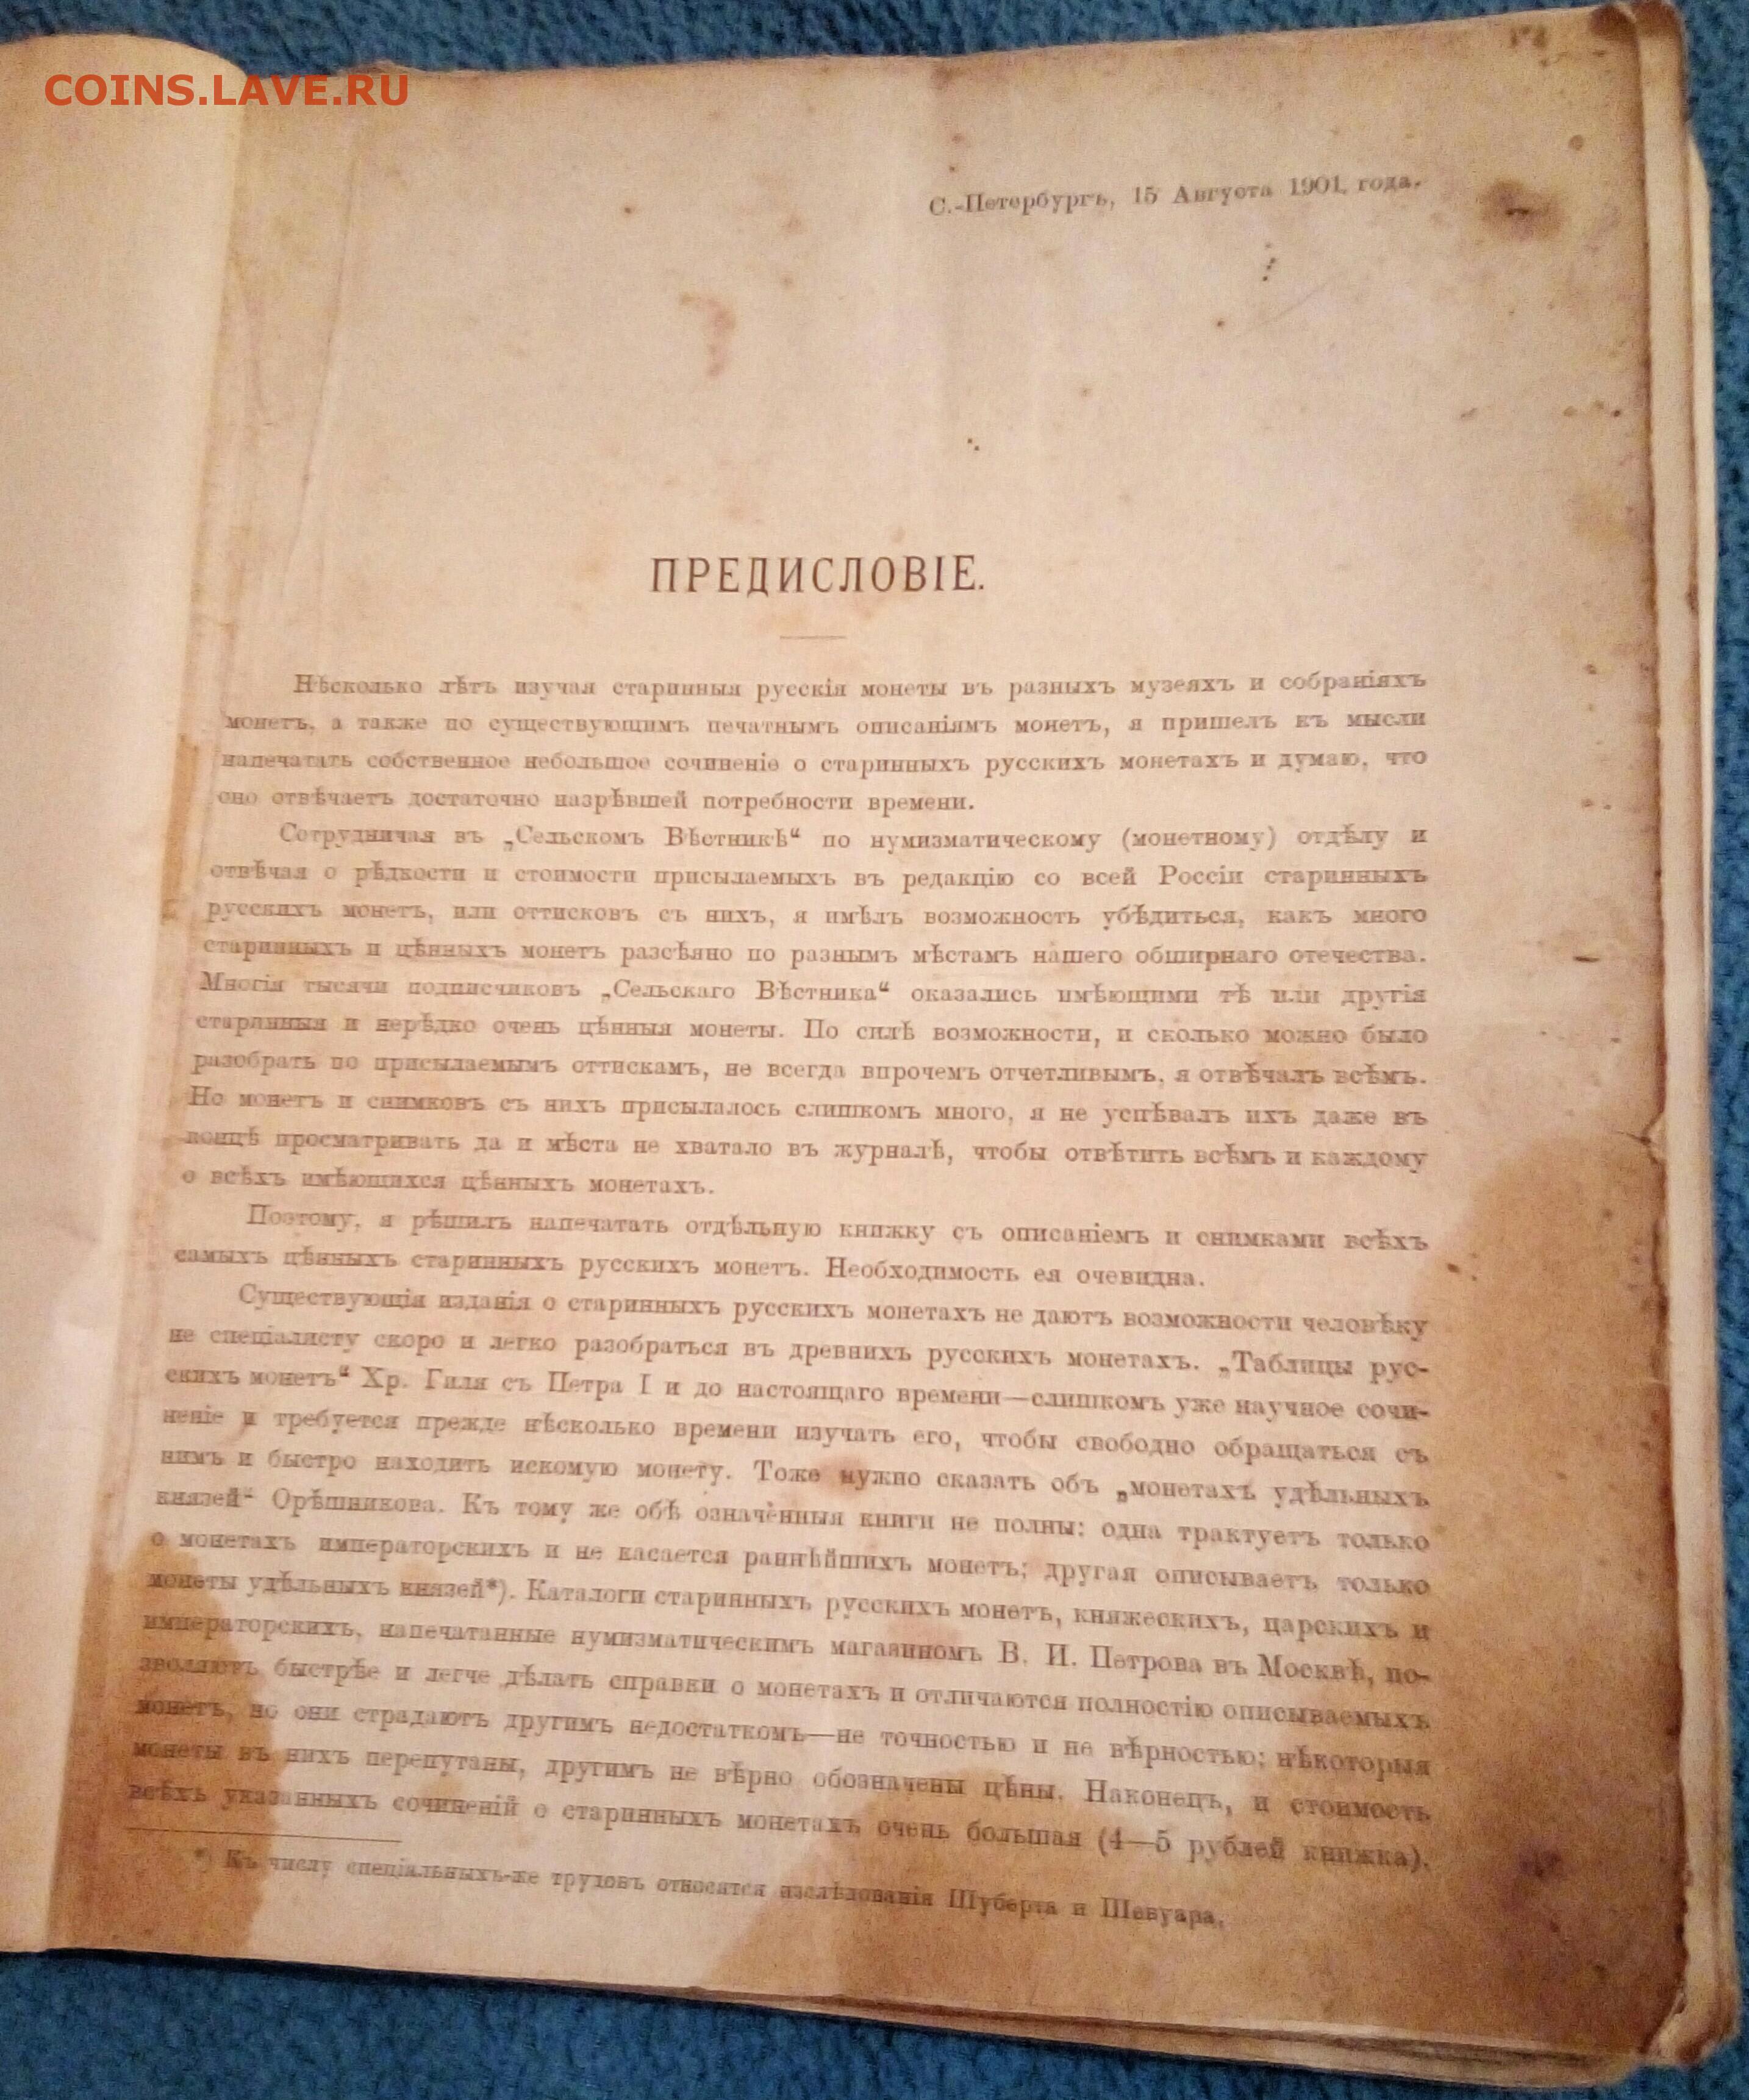 COINS.LAVE.RU
С.-Петербургъ, 15 Августа 1901 года.
ПРЕДИСЛОВІЕ.
Нѣсколько лѣтъ изучая старинныя русскія монеты въ разныхъ музеяхъ и собраніяхъ
монетъ, а также по существующимъ печатнымъ описаніямъ монетъ, я пришелъ къ мысли
напечатать собственное небольшое сочиненіе о старинныхъ русскихъ монетахъ и думаю, что
оно отвѣчаетъ достаточно назрѣвшей потребности времени.
Сотрудничая въ „Сельскомъ Вѣстникѣ“ по нумизматическому (монетному) отдѣлу и
отвѣчая о рѣдкости и стоимости присылаемыхъ въ редакцію со всей Россіи старинныхъ
русскихъ монетъ, или оттисковъ съ нихъ, я имѣлъ возможность убѣдиться, какъ много
старинныхъ и цѣнныхъ монетъ разсѣяно по разнымъ мѣстамъ нашего обширнаго отечества.
Многія тысячи подписчиковъ „Сельскаго Вѣстника“ оказались имѣющими тѣ или другія
старинныя и нерѣдко очень цѣнныя монеты. По силѣ возможности, и сколько можно было
разобрать по присылаемымъ оттискамъ, не всегда впрочемъ отчетливымъ, я отвѣчалъ всѣмъ.
Но монетъ и снимковъ съ нихъ присылалось слишкомъ много, я не успѣвалъ ихъ даже въ
концѣ просматривать да и мѣста не хватало въ журналѣ, чтобы отвѣтить всѣмъ и каждому
о всѣхъ имѣющихся цѣнныхъ монетахъ.
Поэтому, я рѣшилъ напечатать отдѣльную книжку съ описаніемъ и снимками всѣхъ
самыхъ цѣнныхъ старинныхъ русскихъ монетъ. Необходимость ея очевидна.
Существующія изданія о старинныхъ русскихъ монетахъ не даютъ возможности человѣку
не спеціалисту скоро и легко разобраться въ древнихъ русскихъ монетахъ. „Таблицы рус-
скихъ монетъ“ Хр. Гиля съ Петра I и до настоящаго времени—слишкомъ уже научное сочи-
неніе и требуется прежде нѣсколько времени изучать его, чтобы свободно обращаться съ
нимъ и быстро находить искомую монету. Тоже нужно сказать объ „монетахъ удѣльныхъ
князей“ Орѣшникова. Къ тому же обѣ означенныя книги не полны: одна трактуетъ только
о монетахъ императорскихъ и не касается раннѣйшихъ монетъ; другая описываетъ только
монеты удѣльныхъ князей*). Каталоги старинныхъ русскихъ монетъ, княжескихъ, царскихъ и
императорскихъ, напечатанные нумизматическимъ магазиномъ В. И. Петрова въ Москвѣ, по-
зволяютъ быстрѣе и легче дѣлать справки о монетахъ и отличаются полностію описываемыхъ
монетъ, но они страдаютъ другимъ недостаткомъ—не точностью и не вѣрностью; нѣкоторыя
монеты въ нихъ перепутаны, другимъ не вѣрно обозначены цѣны. Наконецъ, и стоимость
всѣхъ указанныхъ сочиненій о старинныхъ монетахъ очень большая (4—5 рублей книжка).
*) Къ числу спеціальныхъ-же трудовъ относятся изслѣдованія Шуберта и Шевуара.